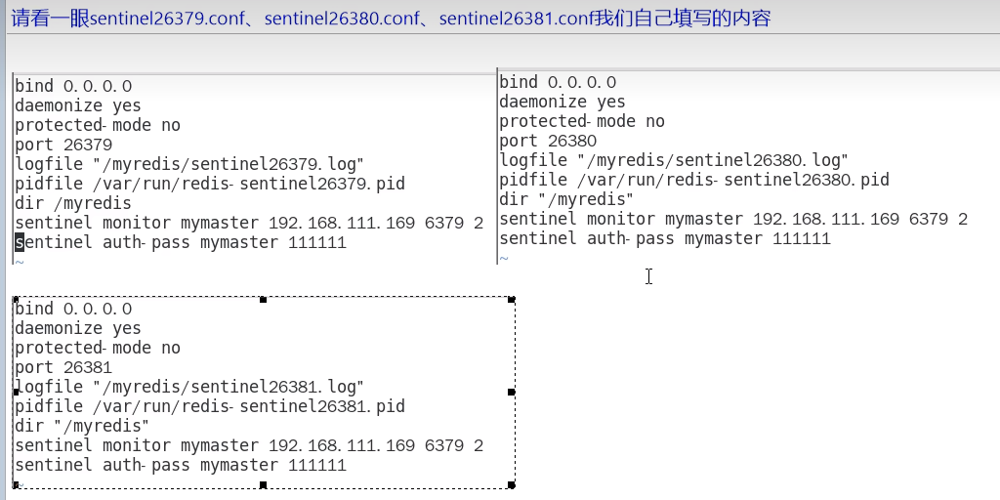 请看一眼sentinel26379.conf、sentinel26380.conf、sentinel26381.conf我们自己填写的内容
bind 0.0.0.0
daemonize yes
protected-mode no
port 26379
logfile "/myredis/sentinel26379.log"
pidfile /var/run/redis-sentinel26379.pid
dir /myredis
sentinel monitor mymaster 192.168.111.169 6379 2
sentinel auth-pass mymaster 111111
~
bind 0.0.0.0
daemonize yes
protected-mode no
port 26380
logfile "/myredis/sentinel26380.log"
pidfile /var/run/redis-sentinel26380.pid
dir "/myredis"
sentinel monitor mymaster 192.168.111.169 6379 2
sentinel auth-pass mymaster 111111
~
bind 0.0.0.0
daemonize yes
protected-mode no
port 26381
logfile "/myredis/sentinel26381.log"
pidfile /var/run/redis-sentinel26381.pid
dir "/myredis"
sentinel monitor mymaster 192.168.111.169 6379 2
sentinel auth-pass mymaster 111111
~